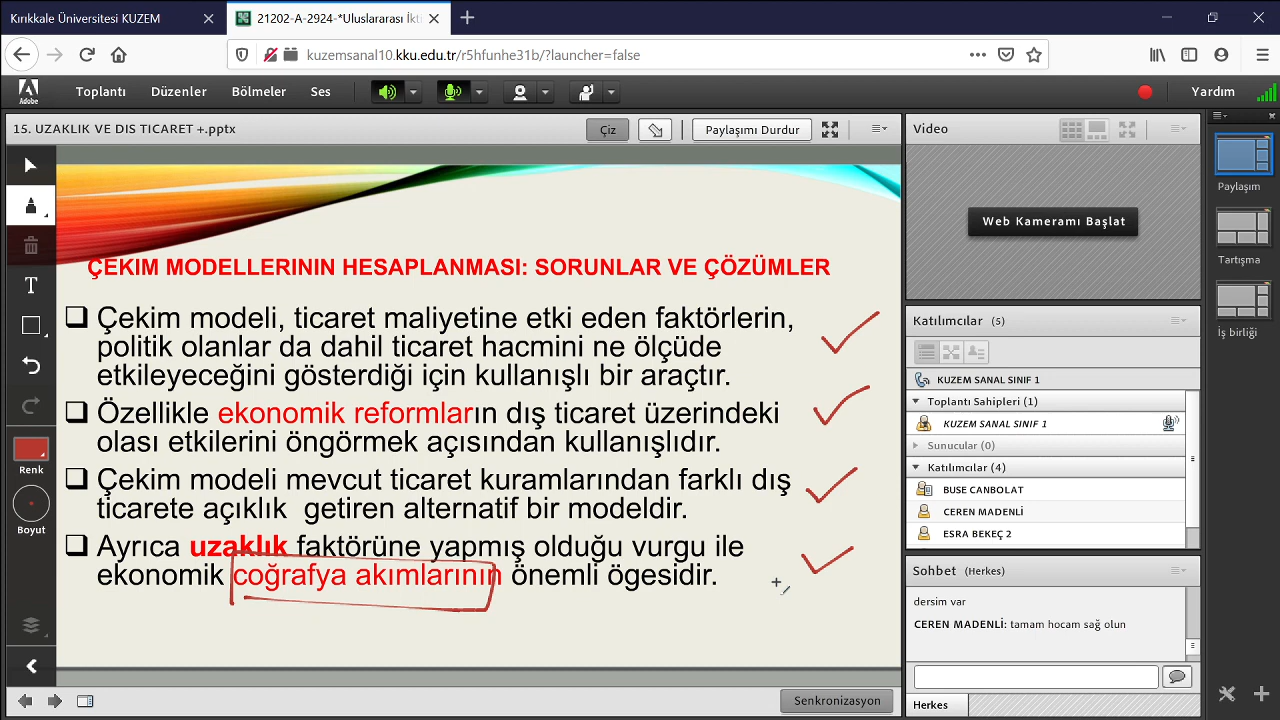 Kırıkkale Üniversitesi KUZEM
21202-A-2924-*Uluslararası İkti
kuzemsanal10.kku.edu.tr/r5hfunhe31b/?launcher=false
Adobe
Toplantı
Düzenler
Bölmeler
Ses
Yardım
15. UZAKLIK VE DIS TICARET +.pptx
Çiz
Paylaşımı Durdur
ÇEKIM MODELLERININ HESAPLANMASI: SORUNLAR VE ÇÖZÜMLER
Çekim modeli, ticaret maliyetine etki eden faktörlerin,
politik olanlar da dahil ticaret hacmini ne ölçüde
etkileyeceğini gösterdiği için kullanışlı bir araçtır.
Özellikle ekonomik reformların dış ticaret üzerindeki
olası etkilerini öngörmek açısından kullanışlıdır.
Çekim modeli mevcut ticaret kuramlarından farklı dış
ticarete açıklık getiren alternatif bir modeldir.
Ayrıca uzaklık faktörüne yapmış olduğu vurgu ile
ekonomik coğrafya akımlarının önemli ögesidir.
T
Renk
Boyut
Senkronizasyon
Video
Web Kameramı Başlat
Katılımcılar (5)
KUZEM SANAL SINIF 1
Toplantı Sahipleri (1)
KUZEM SANAL SINIF 1
Sunucular (0)
Katılımcılar (4)
BUSE CANBOLAT
CEREN MADENLİ
ESRA BEKEÇ 2
Sohbet (Herkes)
dersim var
CEREN MADENLİ: tamam hocam sağ olun
Herkes
Paylaşım
Tartışma
İş birliği